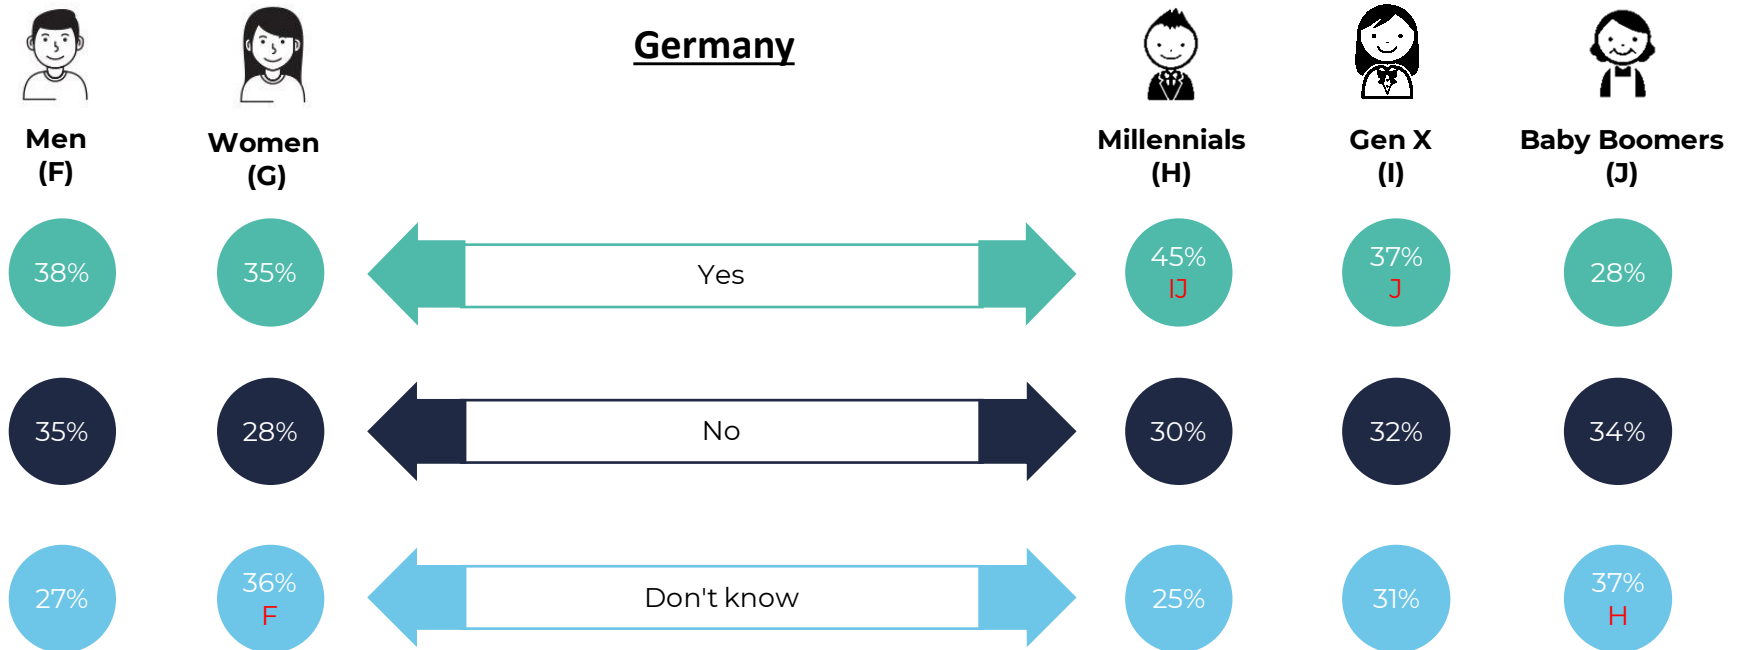 Germany
Men
(F)
Women
(G)
Millennials
(H)
Gen X
(I)
Baby Boomers
(J)
38%
35%
Yes
45%
IJ
37%
J
28%
35%
28%
No
30%
32%
34%
27%
36%
F
Don't know
25%
31%
37%
H